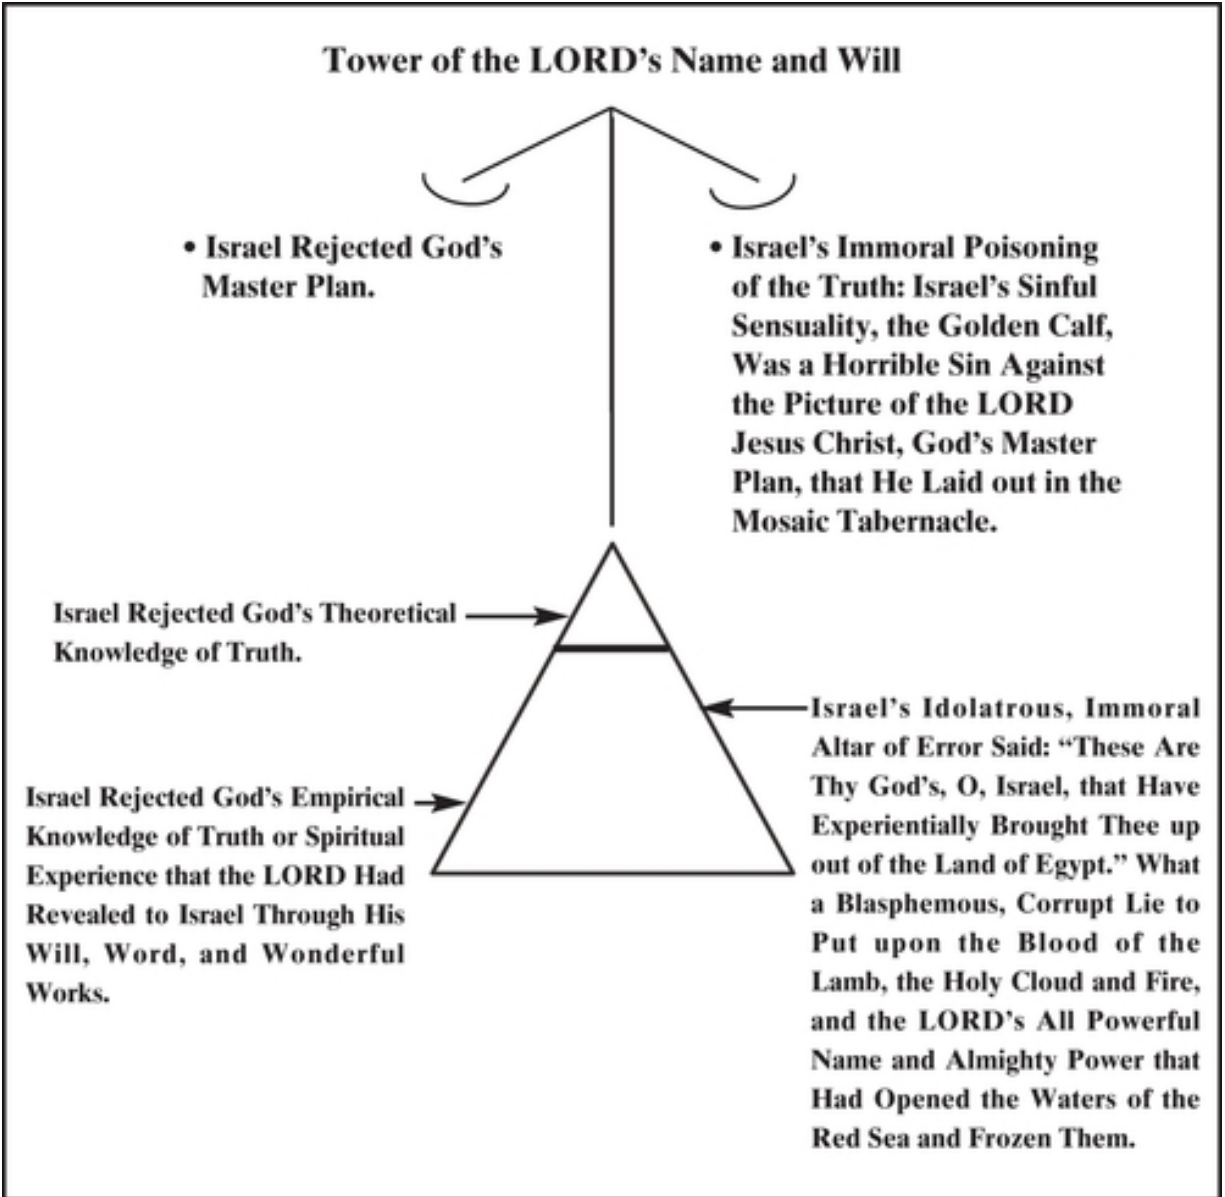 Tower of the LORD’s Name and Will
• Israel Rejected God’s
Master Plan.
• Israel’s Immoral Poisoning
of the Truth: Israel’s Sinful
Sensuality, the Golden Calf,
Was a Horrible Sin Against
the Picture of the LORD
Jesus Christ, God’s Master
Plan, that He Laid out in the
Mosaic Tabernacle.
Israel Rejected God’s Theoretical
Knowledge of Truth.
Israel Rejected God’s Empirical
Knowledge of Truth or Spiritual
Experience that the LORD Had
Revealed to Israel Through His
Will, Word, and Wonderful
Works.
Israel’s Idolatrous, Immoral
Altar of Error Said: “These Are
Thy God’s, O, Israel, that Have
Experientially Brought Thee up
out of the Land of Egypt.” What
a Blasphemous, Corrupt Lie to
Put upon the Blood of the
Lamb, the Holy Cloud and Fire,
and the LORD’s All Powerful
Name and Almighty Power that
Had Opened the Waters of the
Red Sea and Frozen Them.